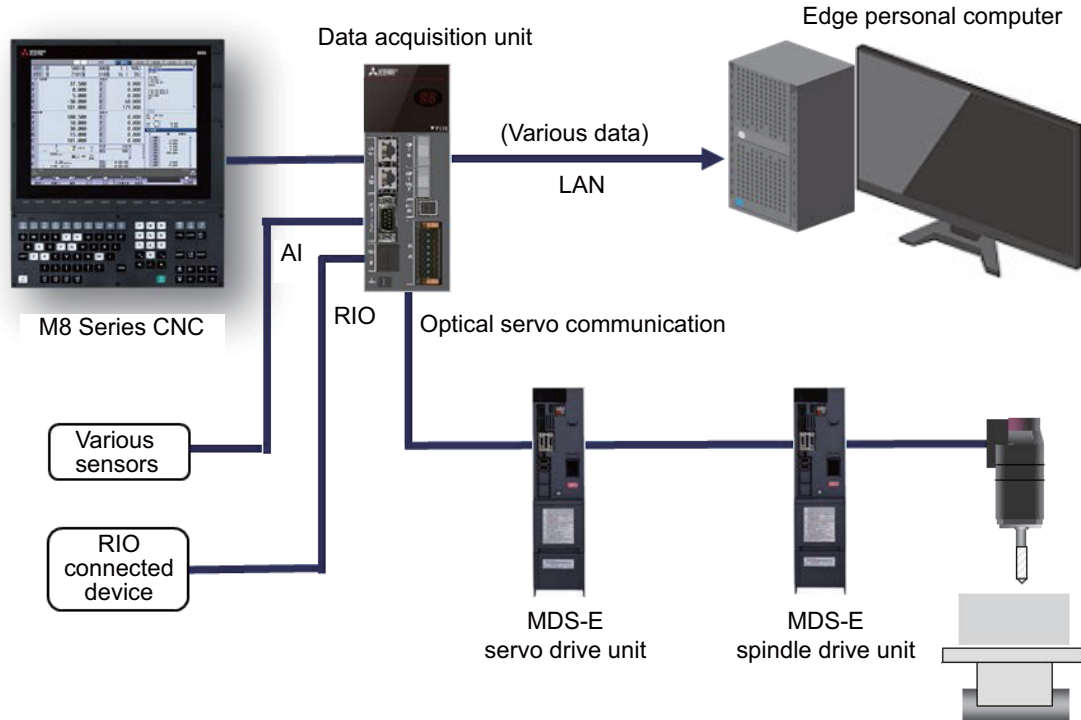 Edge personal computer
Data acquisition unit
(Various data)
LAN
AI
RIO
M8 Series CNC
Optical servo communication
Various
sensors
RIO
connected
device
MDS-E
servo drive unit
MDS-E
spindle drive unit